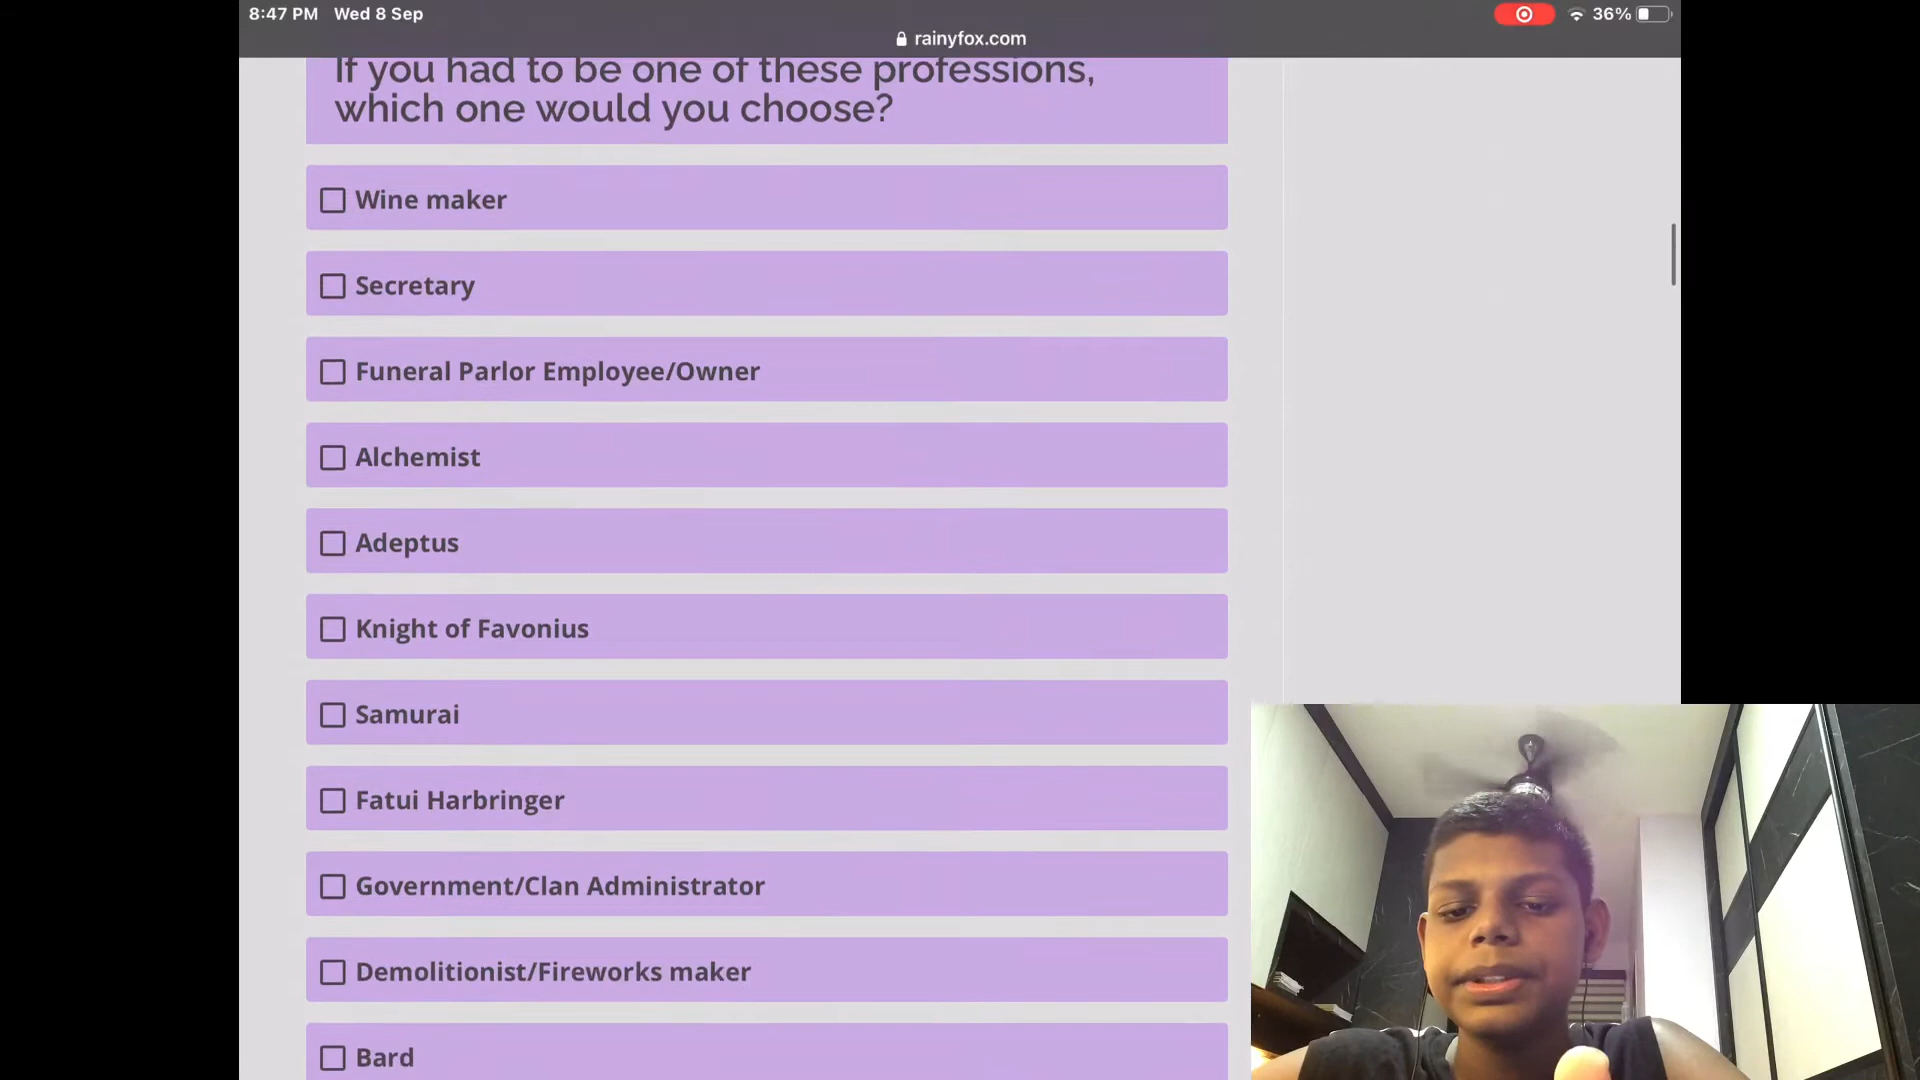 8:47 PM Wed 8 Sep
36%
rainyfox.com
If you had to be one of these professions,
which one would you choose?
Wine maker
Secretary
Funeral Parlor Employee/Owner
Alchemist
Adeptus
Knight of Favonius
Samurai
Fatui Harbringer
Government/Clan Administrator
Demolitionist/Fireworks maker
Bard